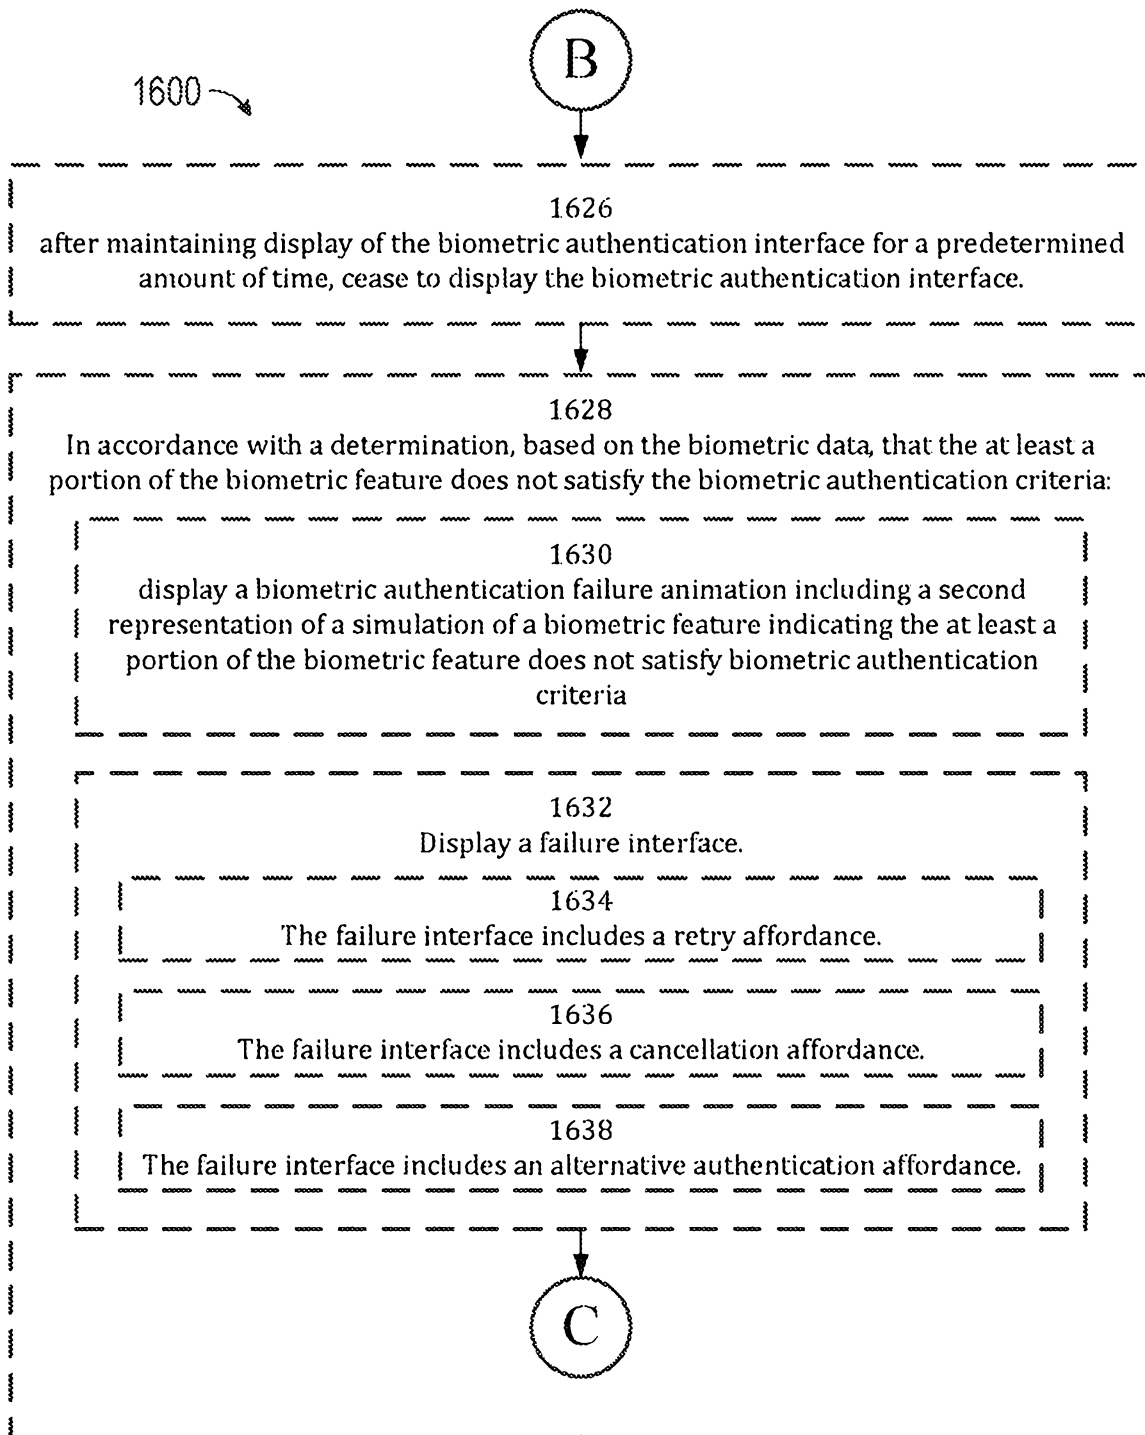 B
1600
1626
after maintaining display of the biometric authentication interface for a predetermined
amount of time, cease to display the biometric authentication interface.
1628
In accordance with a determination, based on the biometric data, that the at least a
portion of the biometric feature does not satisfy the biometric authentication criteria:
1630
display a biometric authentication failure animation including a second
representation of a simulation of a biometric feature indicating the at least a
portion of the biometric feature does not satisfy biometric authentication
criteria
1632
Display a failure interface.
1634
The failure interface includes a retry affordance.
1636
The failure interface includes a cancellation affordance.
1638
The failure interface includes an alternative authentication affordance.
C